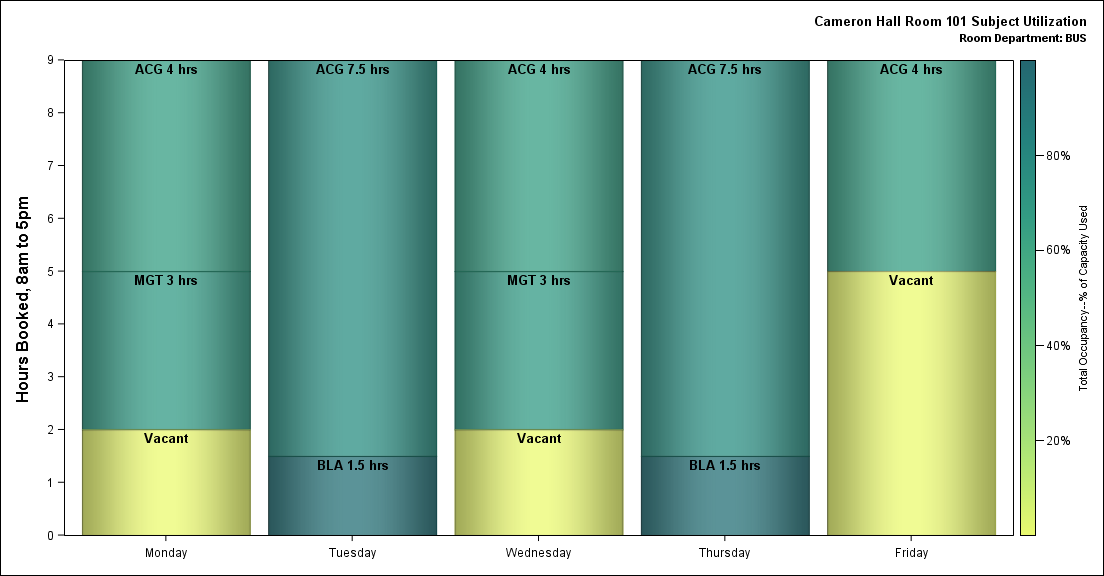 Cameron Hall Room 101 Subject Utilization
Room Department: BUS
Hours Booked, 8am to 5pm
9
8
7
6
5
4
3
2
1
0
ACG 4 hrs
MGT 3 hrs
Vacant
ACG 7.5 hrs
BLA 1.5 hrs
ACG 4 hrs
MGT 3 hrs
Vacant
ACG 7.5 hrs
BLA 1.5 hrs
ACG 4 hrs
Vacant
Monday
Tuesday
Wednesday
Thursday
Friday
80%
60%
40%
20%
Total Occupancy--% of Capacity Used